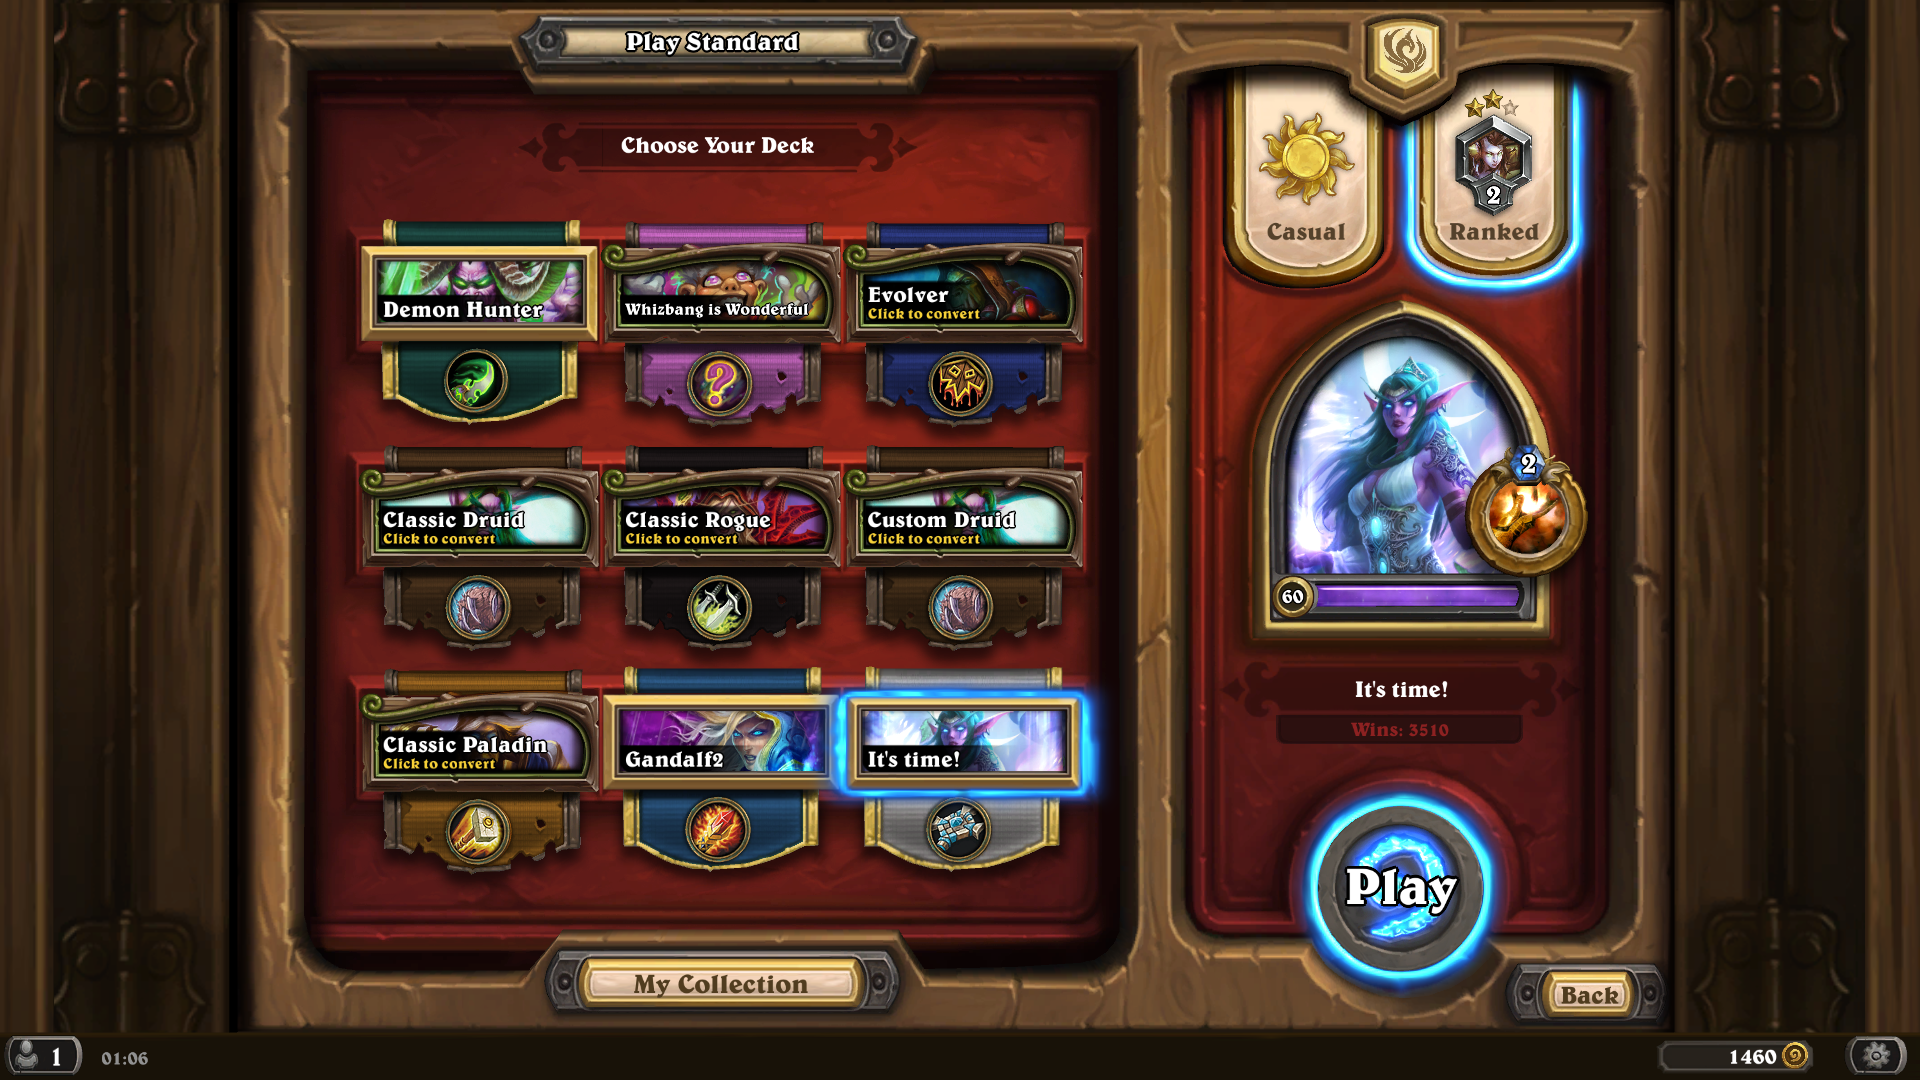 Play Standard
Choose Your Deck
Demon Hunter
Whizbang is Wonderful
Evolver
Click to convert
Classic Druid
Click to convert
Classic Rogue
Click to convert
Custom Druid
Click to convert
Classic Paladin
Click to convert
Gandalf2
It's time!
My Collection
Casual
2
Ranked
2
60
It's time!
Wins: 3510
Play
Back
1
01:06
1460